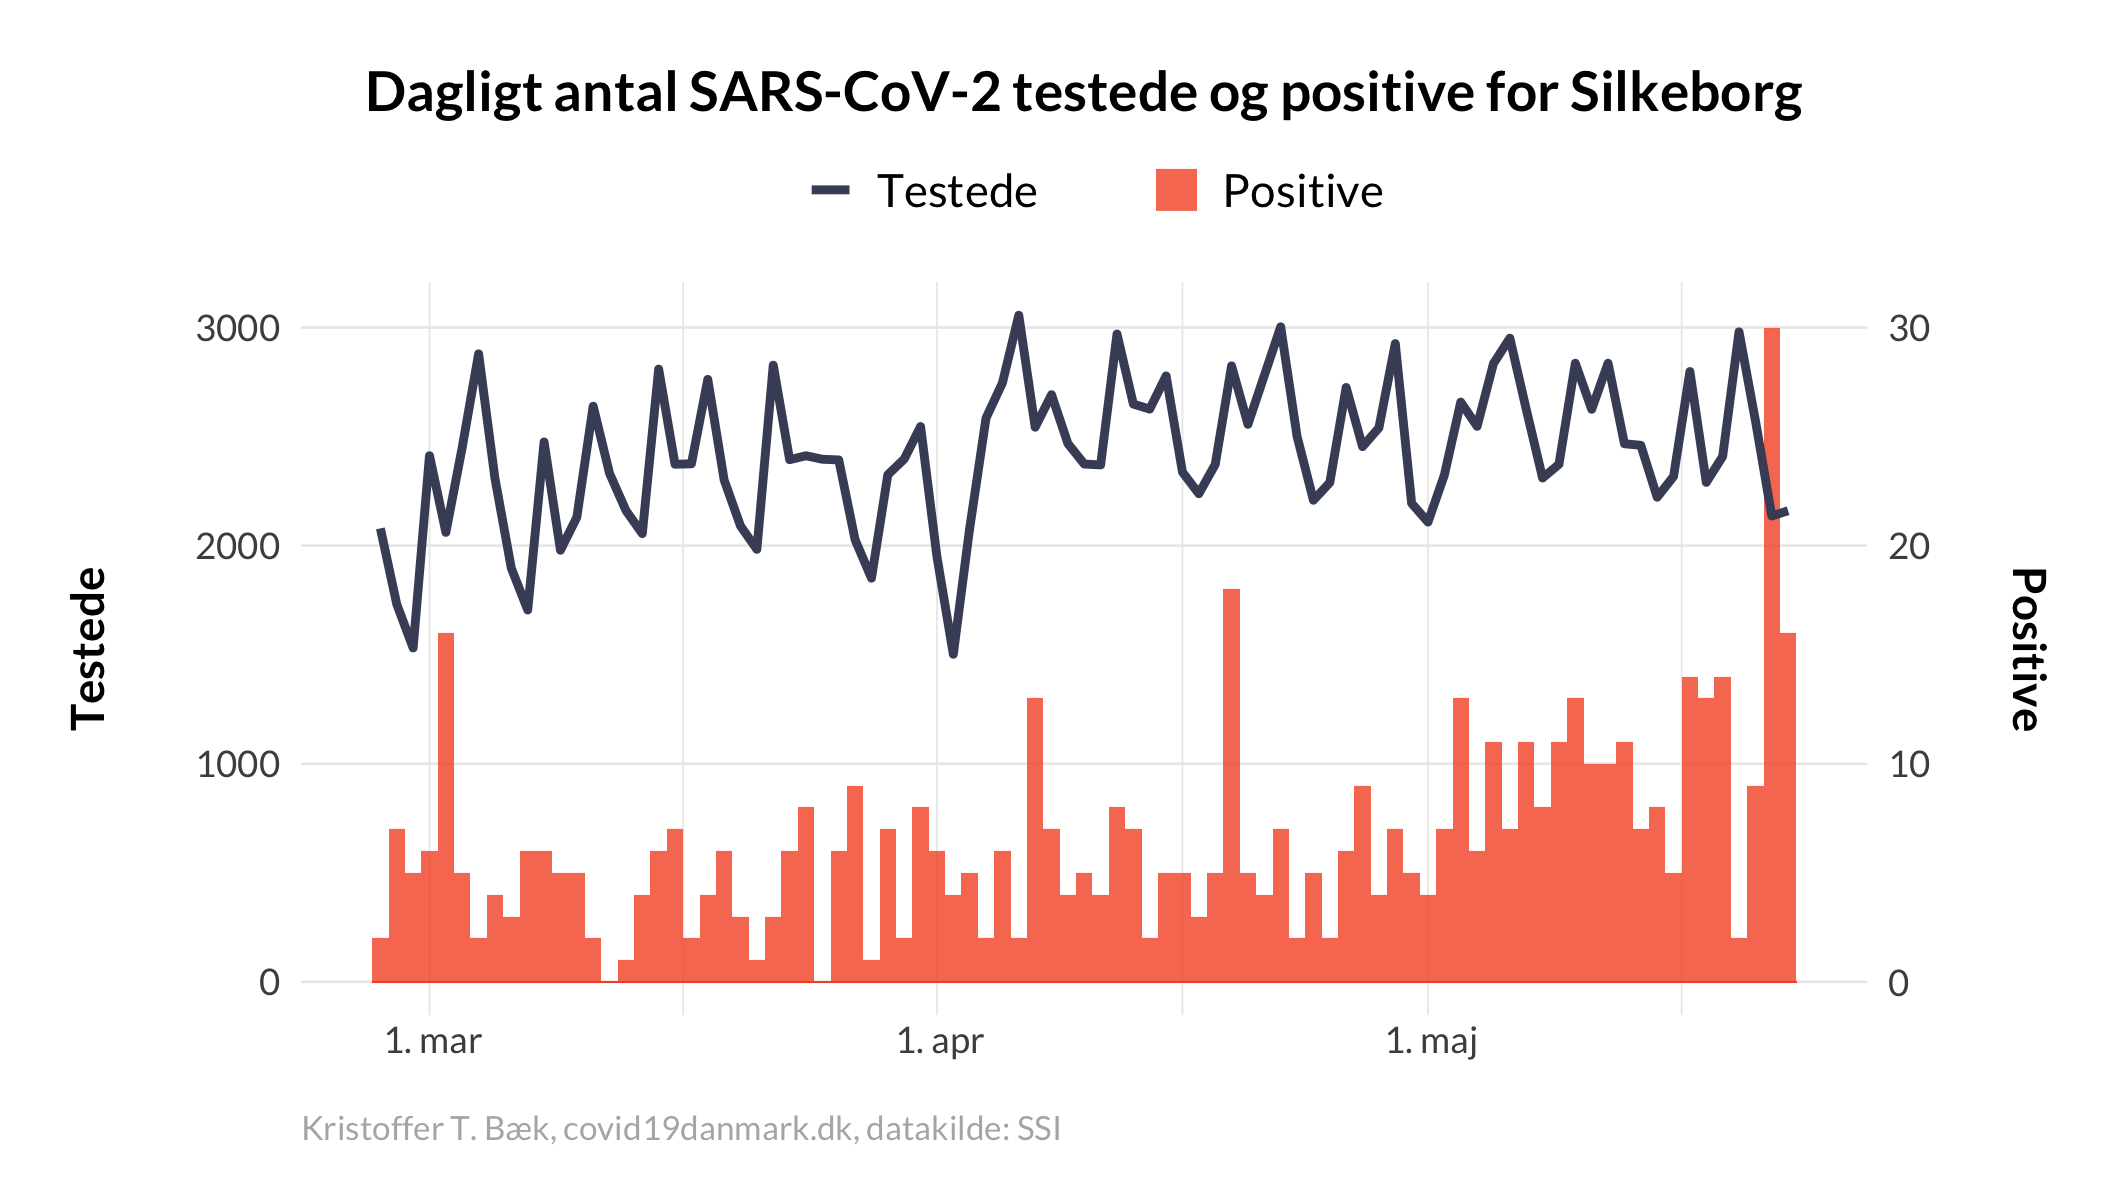 Dagligt antal SARS-CoV-2 testede og positive for Silkeborg
Testede
Positive
3000
2000
1000
0
Testede
30
20
10
0
Positive
1. mar
1. apr
1. maj
Kristoffer T. Bæk, covid19danmark.dk, datakilde: SSI